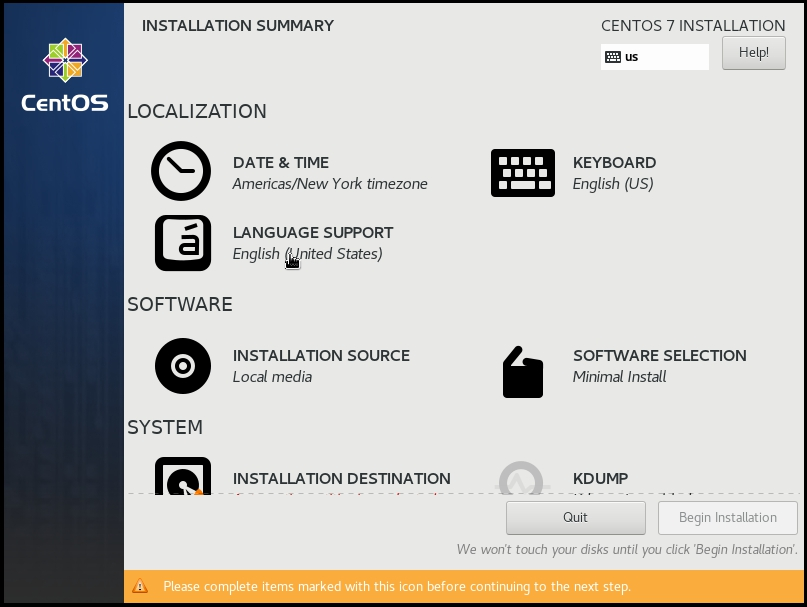 INSTALLATION SUMMARY
CENTOS 7 INSTALLATION
us
Help!
CentOS
LOCALIZATION
DATE & TIME
Americas/New York timezone
KEYBOARD
English (US)
LANGUAGE SUPPORT
English (United States)
SOFTWARE
INSTALLATION SOURCE
Local media
SOFTWARE SELECTION
Minimal Install
SYSTEM
INSTALLATION DESTINATION
KDUMP
Quit
Begin Installation
We won't touch your disks until you click 'Begin Installation'.
Please complete items marked with this icon before continuing to the next step.